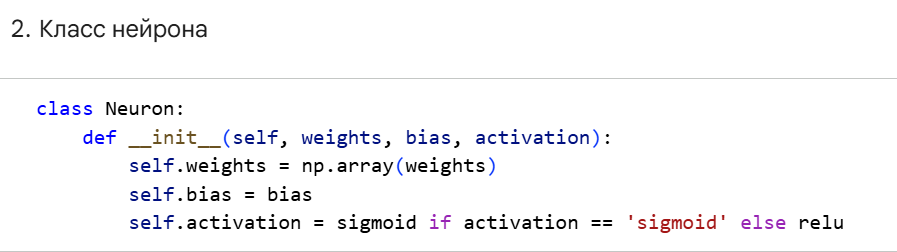 2. Класс нейрона
class Neuron:
    def __init__(self, weights, bias, activation):
        self.weights = np.array(weights)
        self.bias = bias
        self.activation = sigmoid if activation == 'sigmoid' else relu